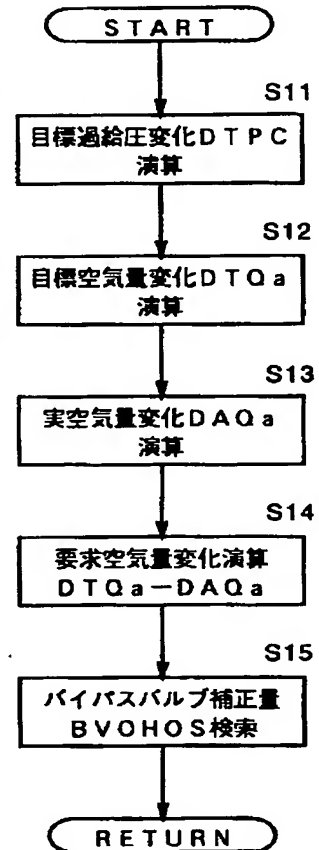 START
S11
目標過給圧変化DTPC
演算
S12
目標空気量変化DTQa
演算
S13
実空気量変化DAQa
演算
S14
要求空気量変化演算
DTQa－DAQa
S15
バイパスバルブ補正量
BVOHOS検索
RETURN